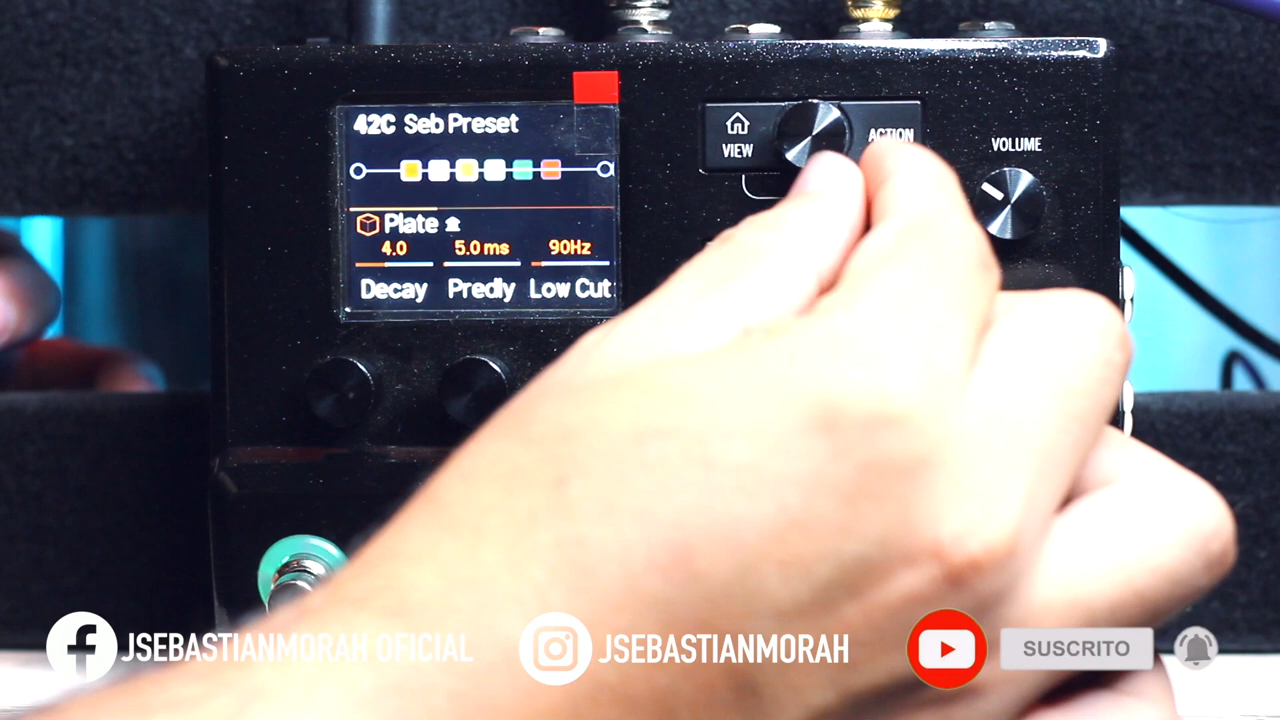 42C Seb Preset
Plate
4.0 5.0 ms 90Hz
Decay Predly Low Cut
VIEW
ACTION
VOLUME
JSEBASTIANMORAH OFICIAL
JSEBASTIANMORAH
SUSCRITO